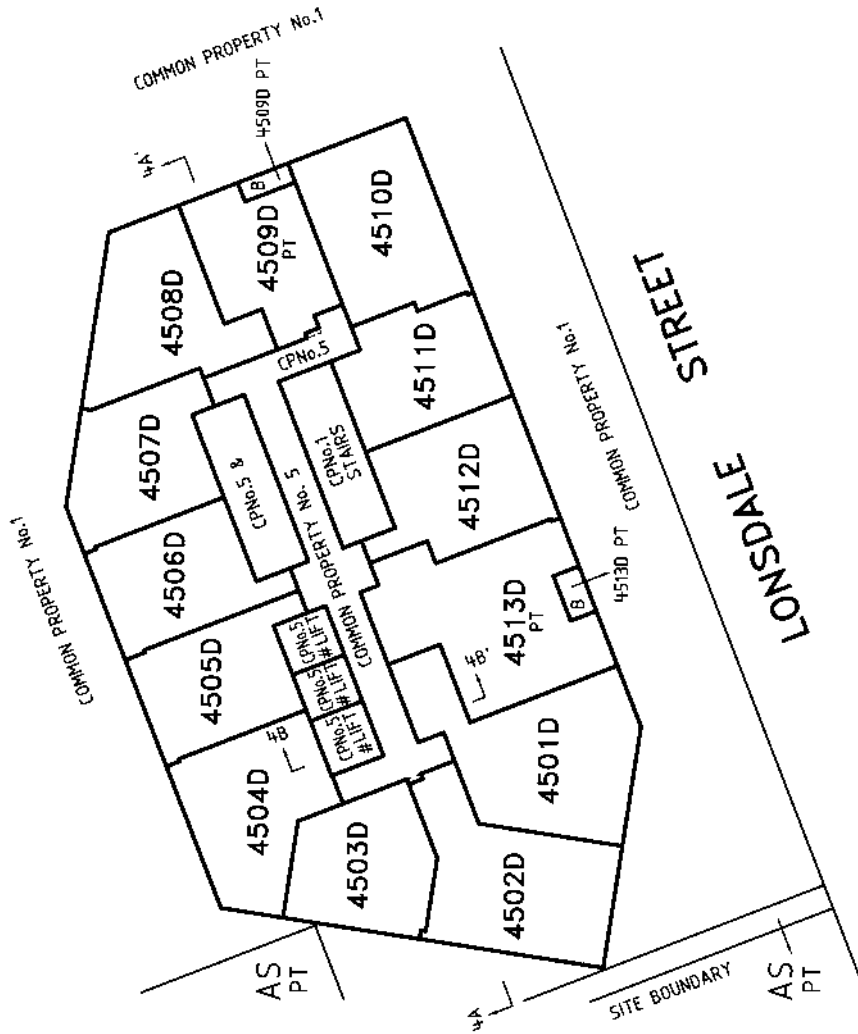 COMMON PROPERTY No.1
4A'
4509D PT
B
4508D
4509D
PT
4510D
CPNo.5
4507D
CPNo.5 &
CPNo.1
STAIRS
4511D
STREET
COMMON PROPERTY No.1
4506D
COMMON PROPERTY No. 5
4512D
COMMON PROPERTY No.1
LONSDALE
4505D
CPNo.5
#LIFT
CPNo.5
#LIFT
CPNo.5
#LIFT
4513D
PT
B
4513D PT
4B
4B'
4504D
4501D
4503D
4502D
AS
PT
4A
SITE BOUNDARY
AS
PT